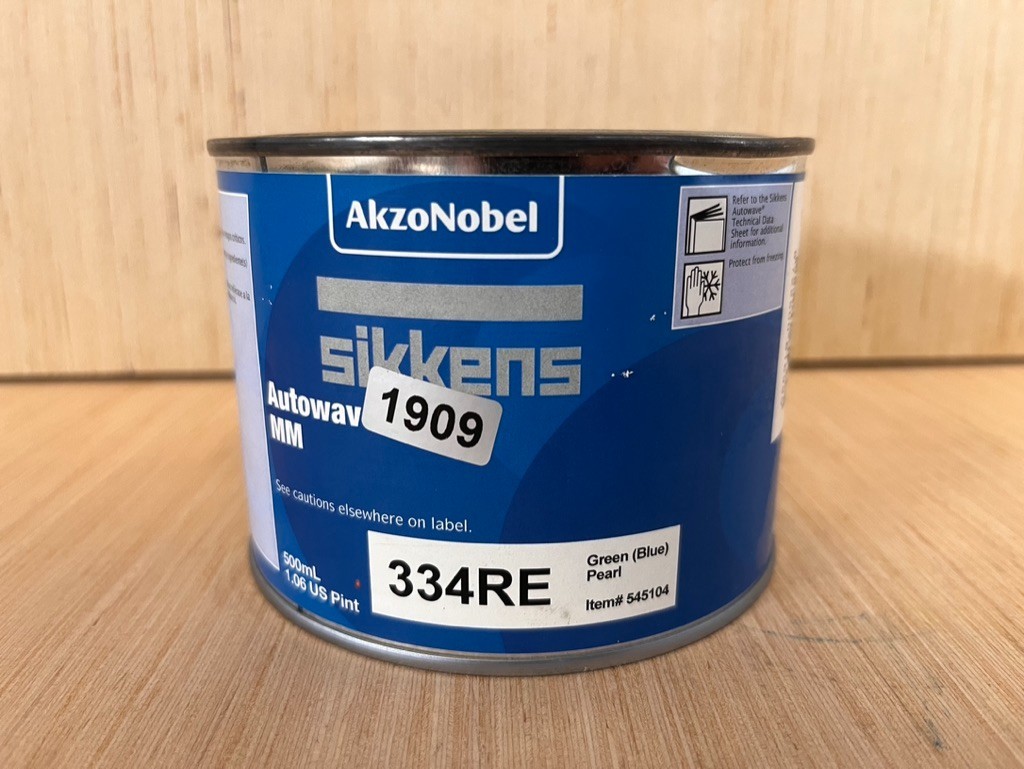 AkzoNobel
Refer to the Sikkens
Autowave®
Technical Data
Sheet for additional
information.
Protect from freezing
sikkens
Autowav
MM
1909
See cautions elsewhere on label.
500mL
1.06 US Pint
334RE
Green (Blue)
Pearl
Item# 545104